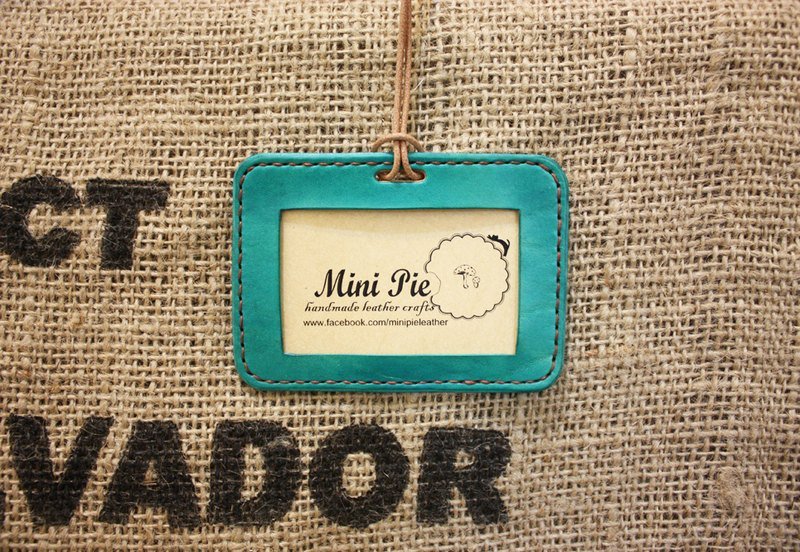 CT
Mini Pie
handmade leather crafts
www.facebook.com/minipieleather
VADOR